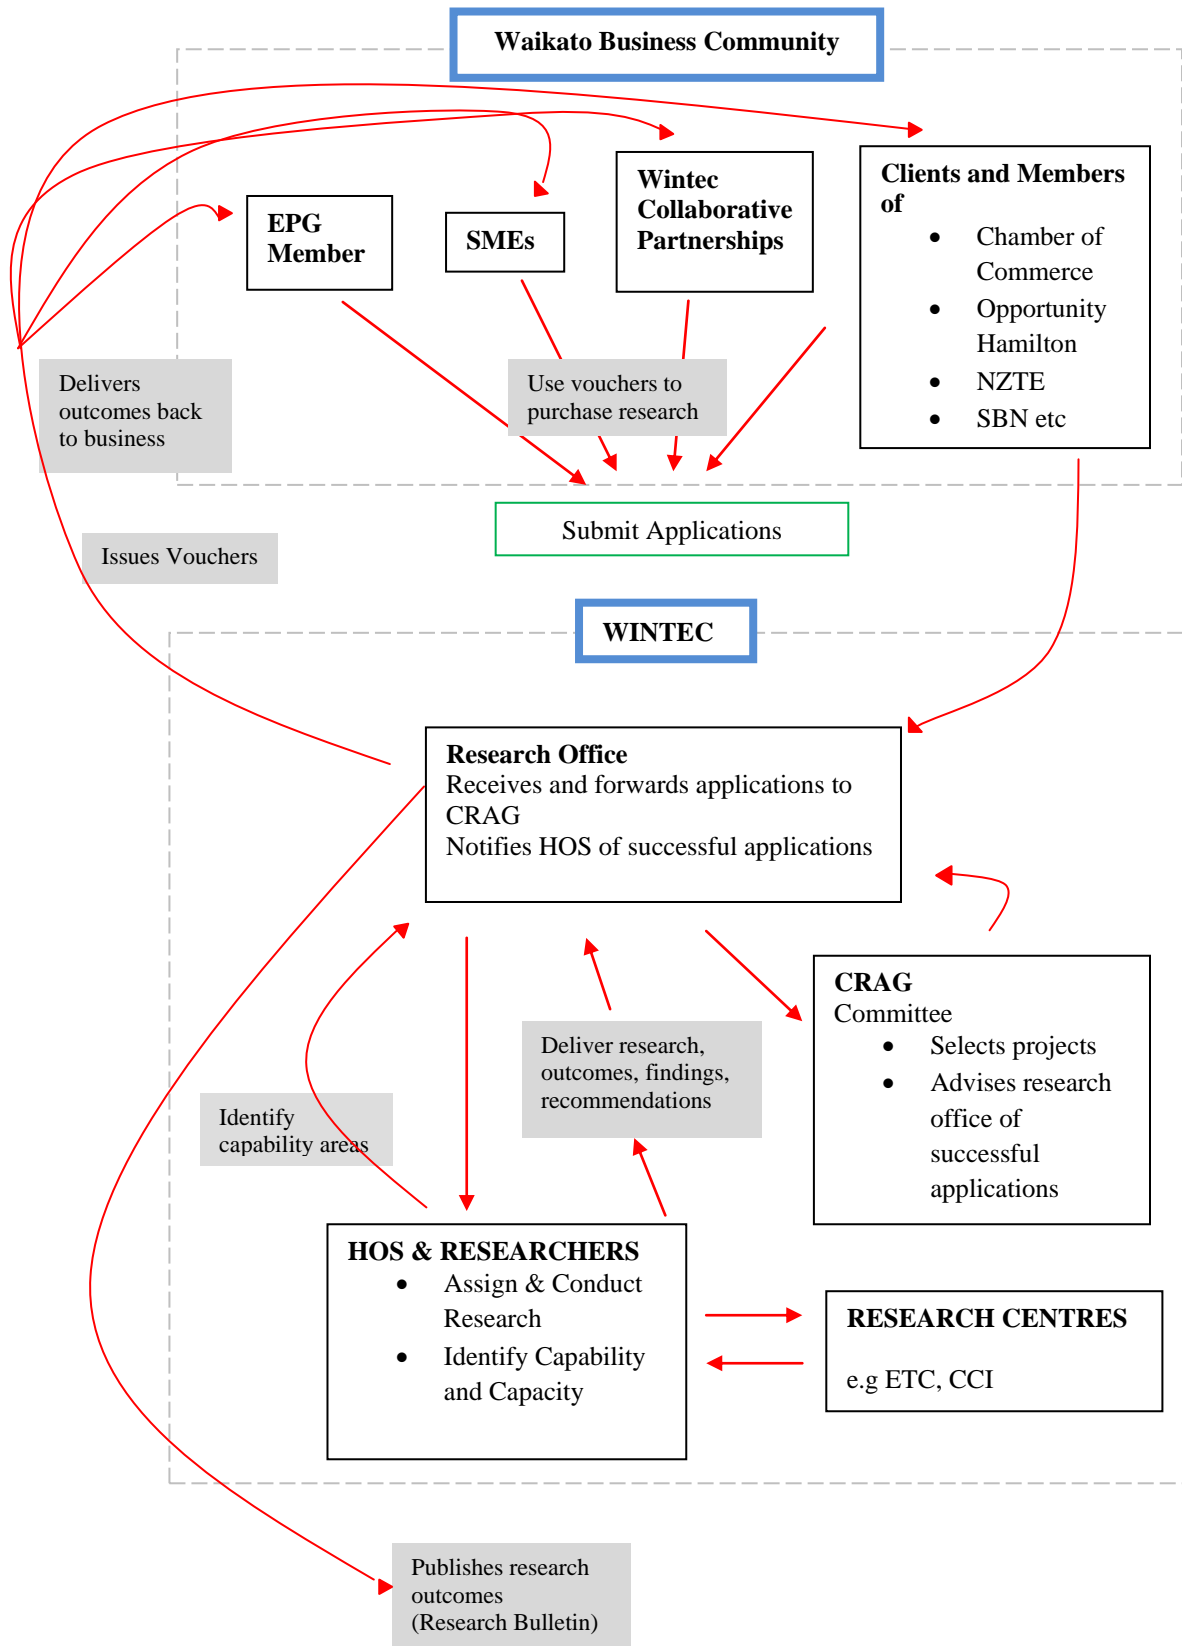 Waikato Business Community
EPG
Member
SMEs
Wintec
Collaborative
Partnerships
Clients and Members
of
• Chamber of
Commerce
• Opportunity
Hamilton
• NZTE
• SBN etc
Delivers
outcomes back
to business
Use vouchers to
purchase research
Submit Applications
Issues Vouchers
WINTEC
Research Office
Receives and forwards applications to
CRAG
Notifies HOS of successful applications
CRAG
Committee
• Selects projects
• Advises research
office of
successful
applications
Deliver research,
outcomes, findings,
recommendations
Identify
capability areas
HOS & RESEARCHERS
• Assign & Conduct
Research
• Identify Capability
and Capacity
RESEARCH CENTRES
e.g ETC, CCI
Publishes research
outcomes
(Research Bulletin)